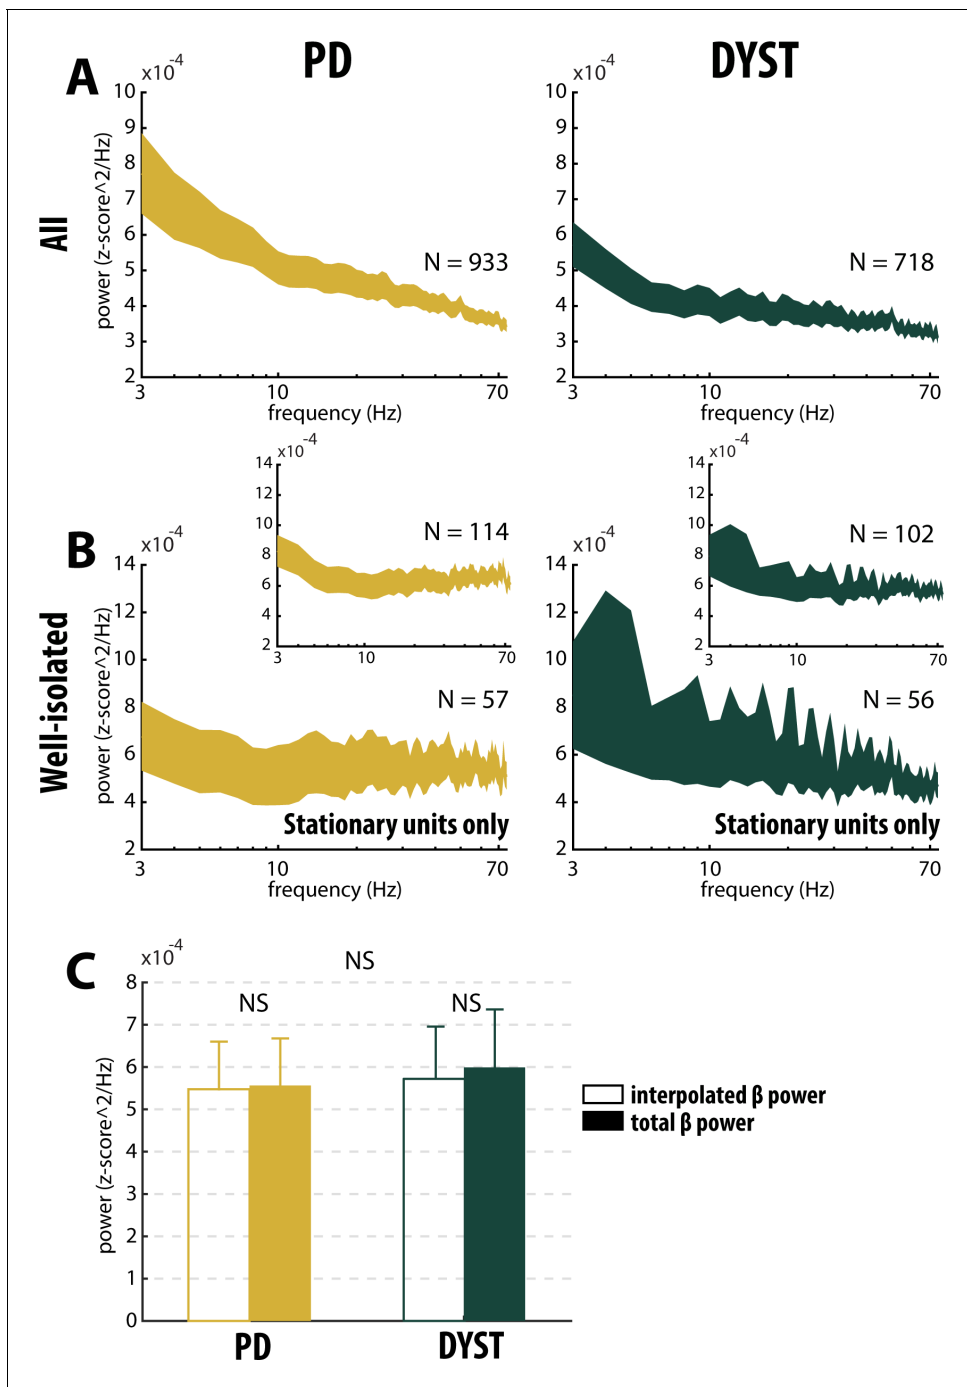 PD
DYST
A
x10-4
10
9
8
7
6
5
4
3
2
power (z-score^2/Hz)
All
N = 933
3
10
70
frequency (Hz)
x10-4
10
9
8
7
6
5
4
3
2
N = 718
3
10
70
frequency (Hz)
B
Well-isolated
x10-4
14
12
10
8
6
4
2
power (z-score^2/Hz)
x10-4
14
12
10
8
6
4
2
N = 114
3
10
70
N = 57
Stationary units only
3
10
70
frequency (Hz)
x10-4
14
12
10
8
6
4
2
power (z-score^2/Hz)
x10-4
14
12
10
8
6
4
2
N = 102
3
10
70
N = 56
Stationary units only
3
10
70
frequency (Hz)
C
x10-4
8
7
6
5
4
3
2
1
0
power (z-score^2/Hz)
NS
NS
NS
PD
DYST
interpolated β power
total β power